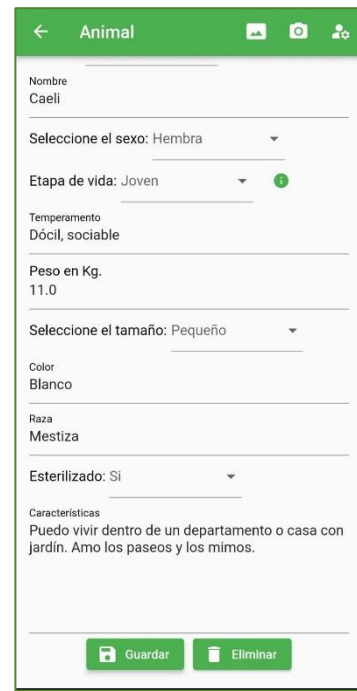 Animal
Nombre
Caeli
Seleccione el sexo: Hembra
Etapa de vida: Joven
Temperamento
Dócil, sociable
Peso en Kg.
11.0
Seleccione el tamaño: Pequeño
Color
Blanco
Raza
Mestiza
Esterilizado: Si
Características
Puedo vivir dentro de un departamento o casa con
jardín. Amo los paseos y los mimos.
Guardar
Eliminar